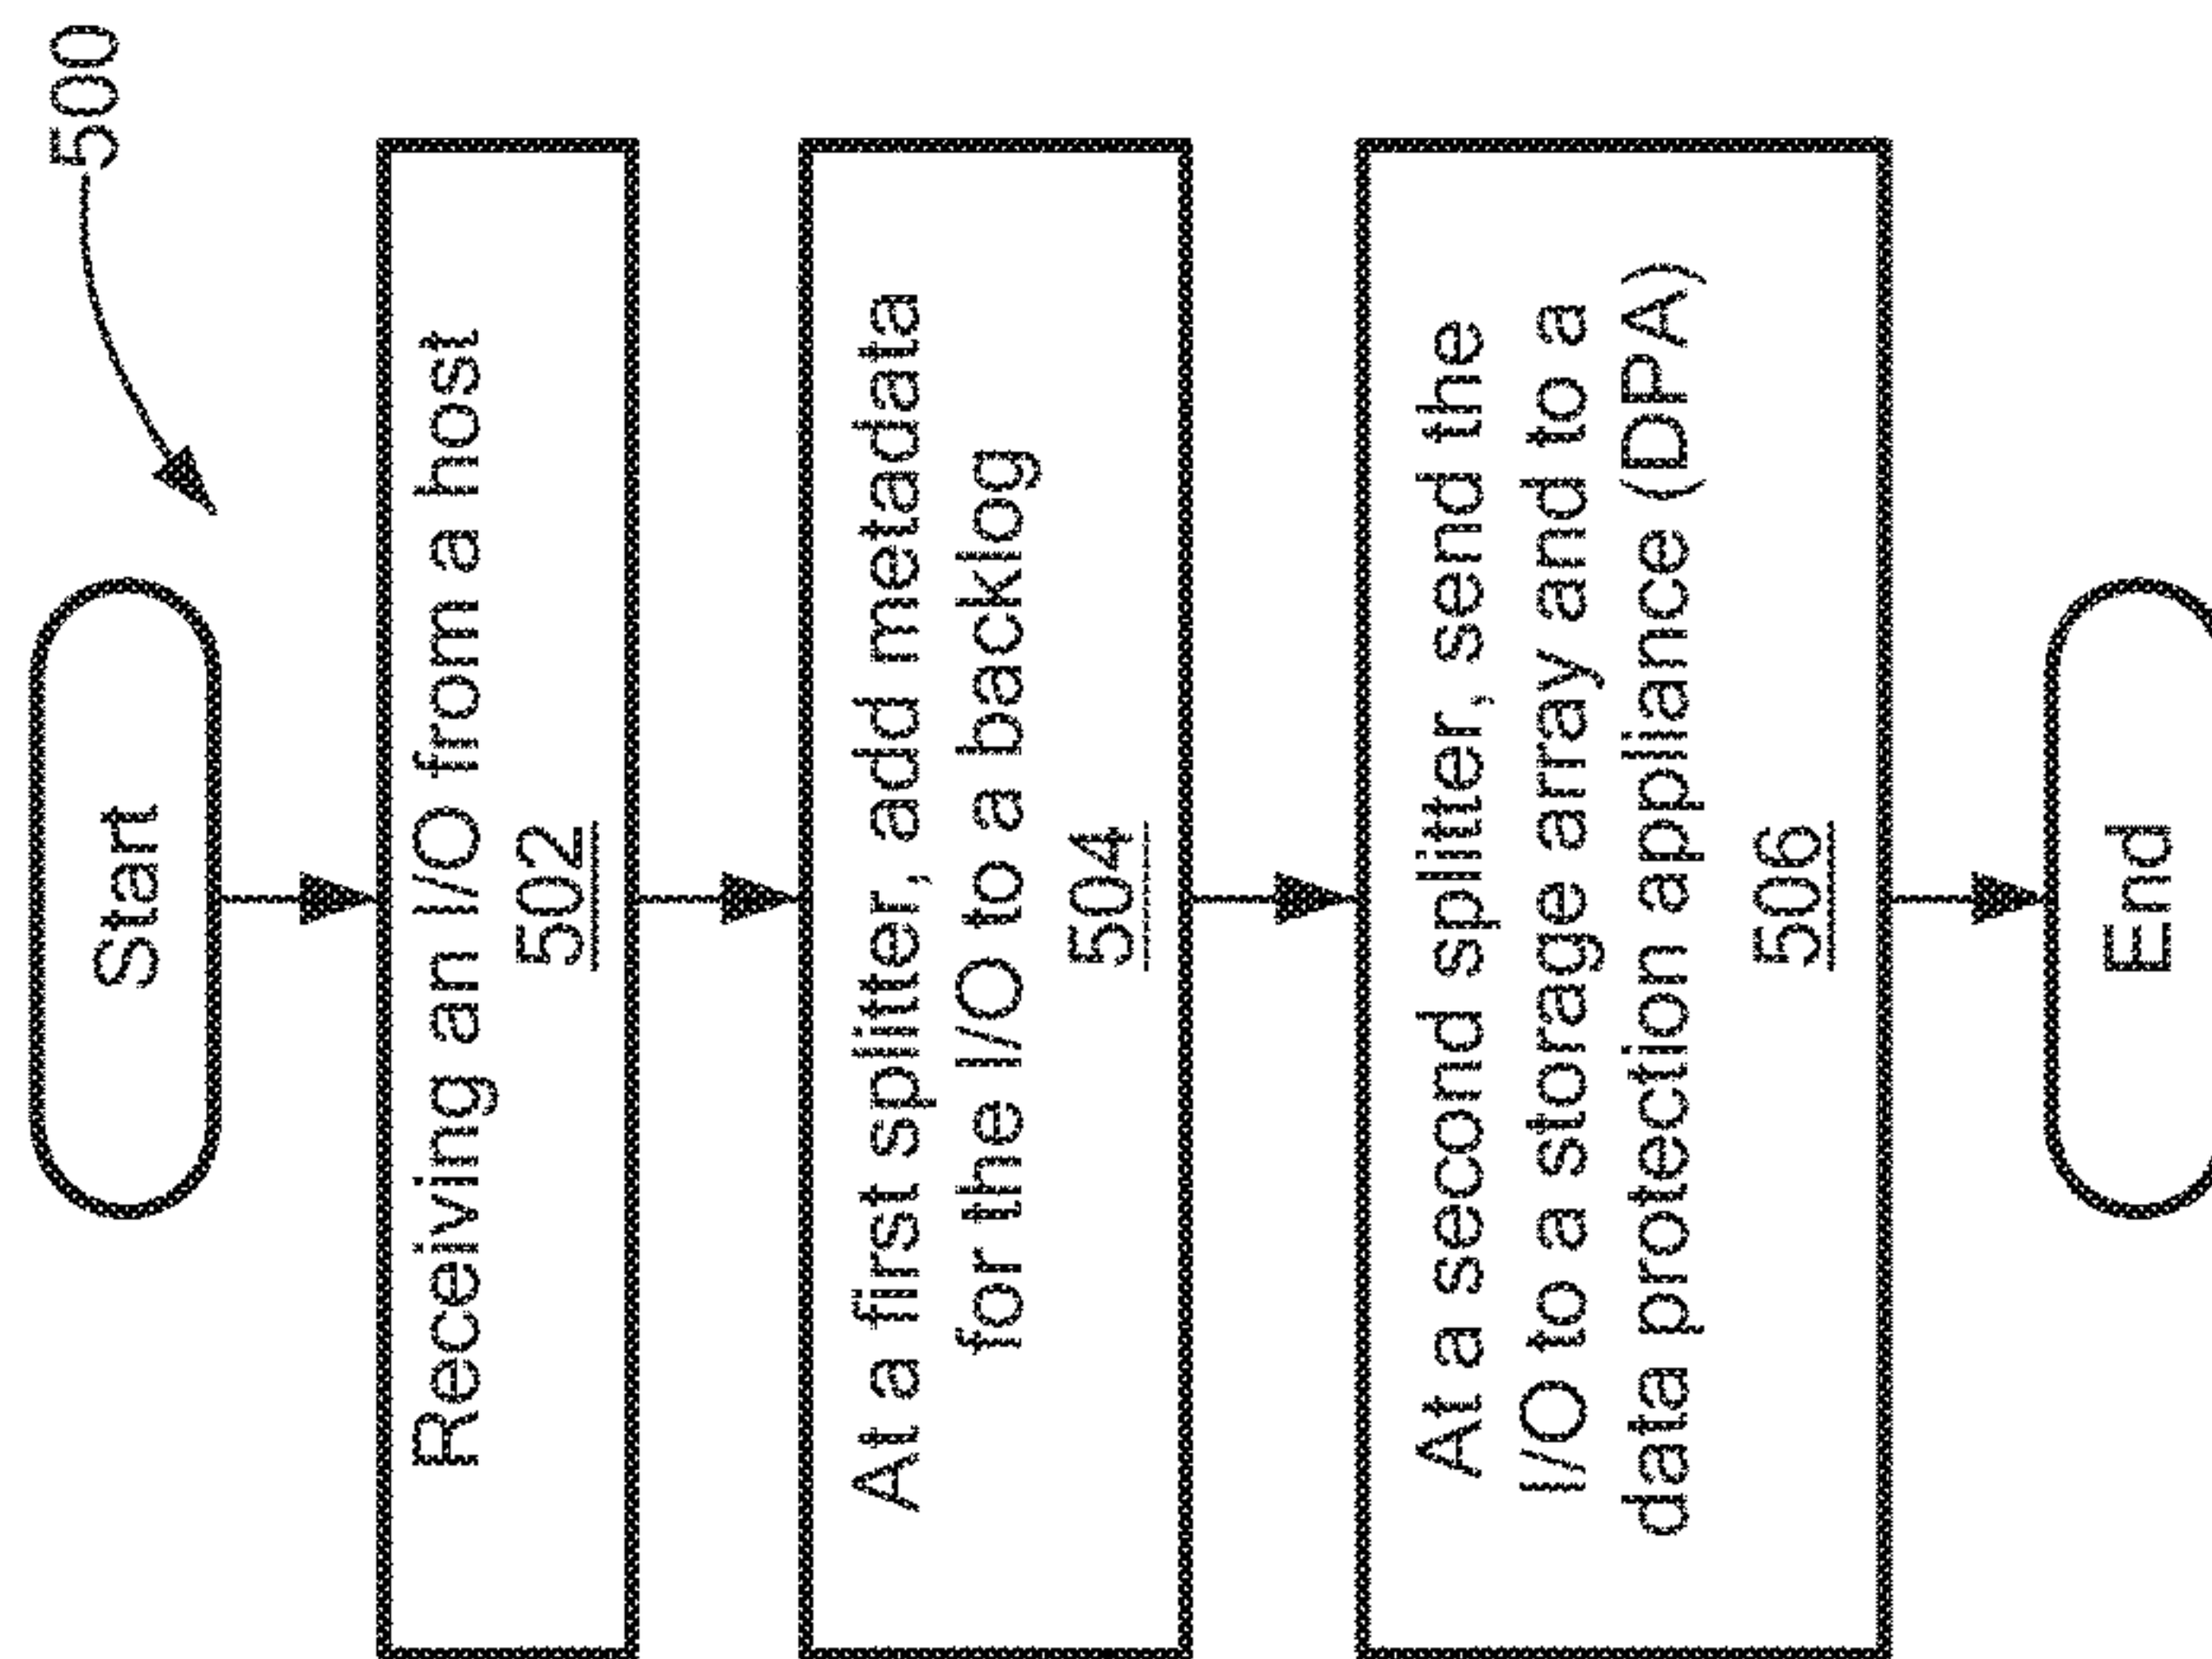 500
Start
Receiving an I/O from a host
502
At a first splitter, add metadata
for the I/O to a backlog
504
At a second splitter, send the
I/O to a storage array and to a
data protection appliance (DPA)
506
End